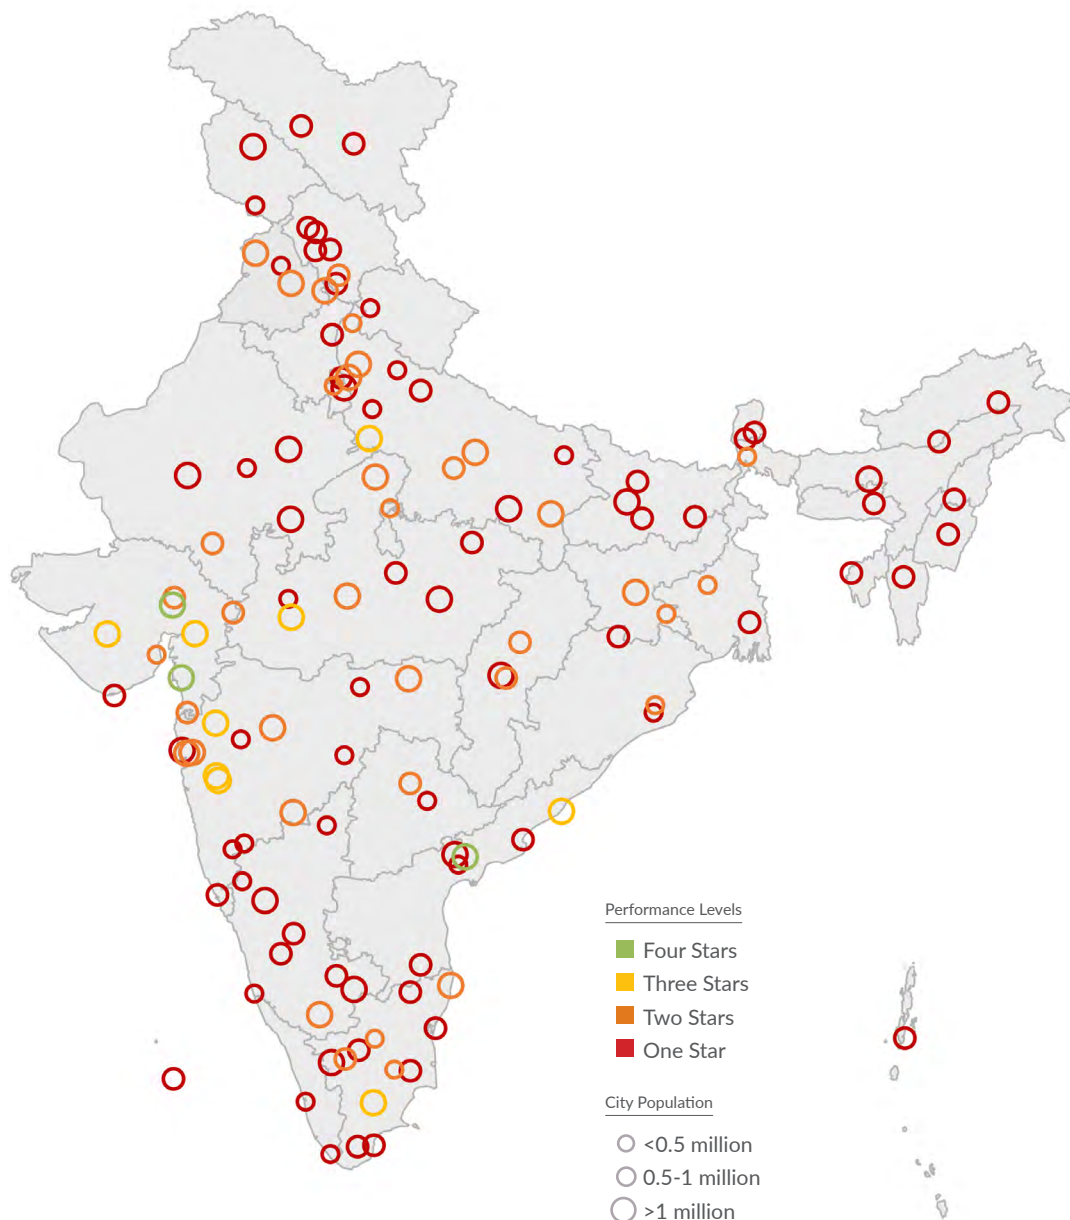 Performance Levels
Four Stars
Three Stars
Two Stars
One Star
City Population
<0.5 million
0.5-1 million
>1 million